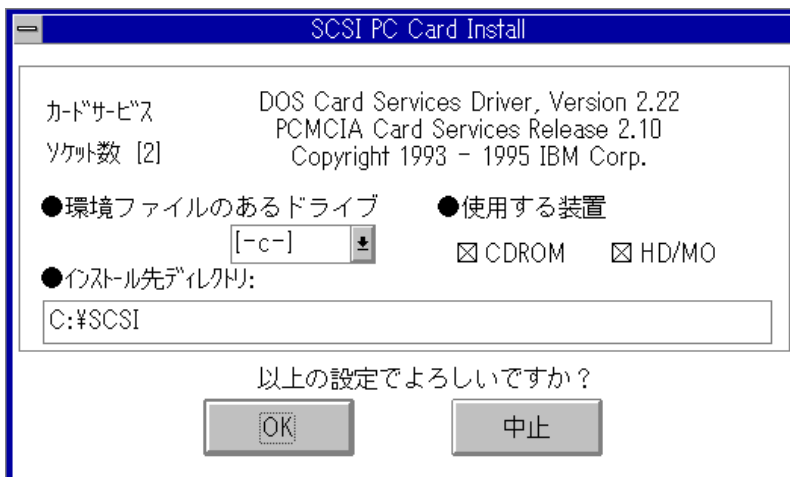 SCSI PC Card Install
ｶｰﾄﾞｻｰﾋﾞｽ
DOS Card Services Driver, Version 2.22
PCMCIA Card Services Release 2.10
ｿｹｯﾄ数 [2]
Copyright 1993 - 1995 IBM Corp.
●環境ファイルのあるドライブ
[-c-]
●使用する装置
CDROM
HD/MO
●ｲﾝｽﾄｰﾙ先ﾃﾞｨﾚｸﾄﾘ:
C:¥SCSI
以上の設定でよろしいですか？
OK
中止